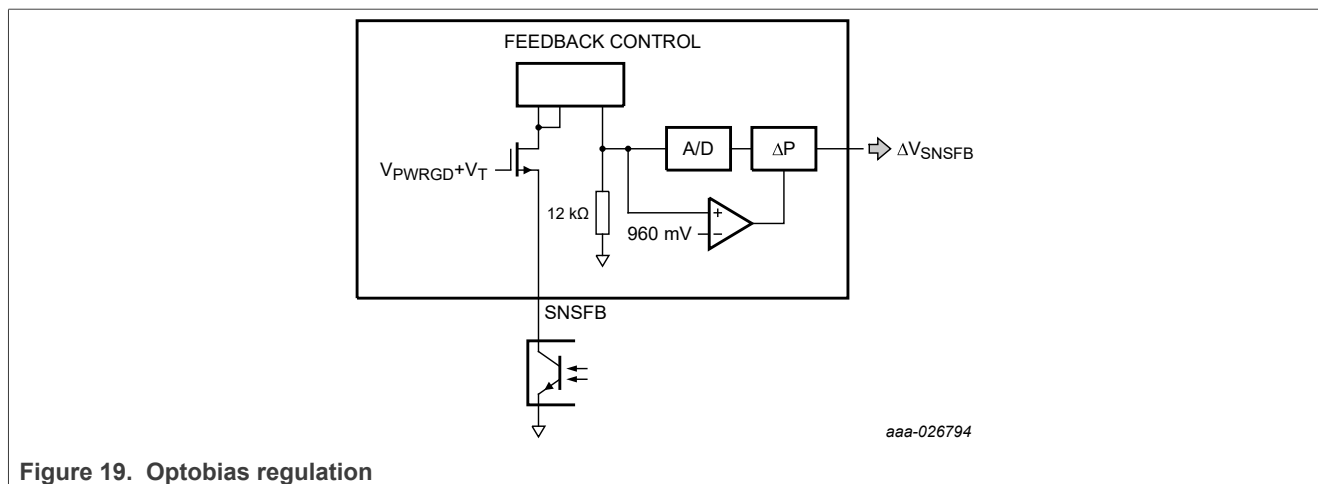 FEEDBACK CONTROL
A/D
ΔP
ΔVSNSFB
VPWRGD+VT
12 kΩ
+
960 mV
−
SNSFB
aaa-026794
Figure 19. Optobias regulation